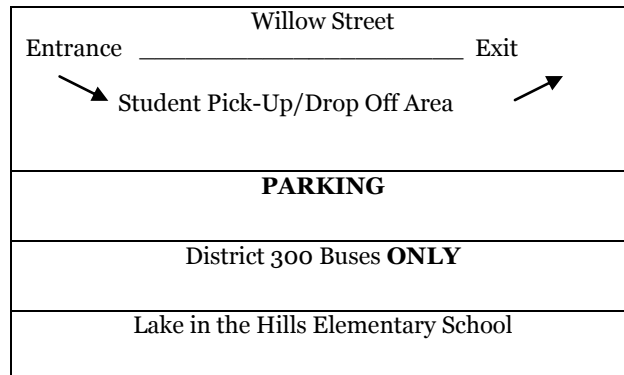 Willow Street
Entrance ________________________ Exit
Student Pick-Up/Drop Off Area
PARKING
District 300 Buses ONLY
Lake in the Hills Elementary School